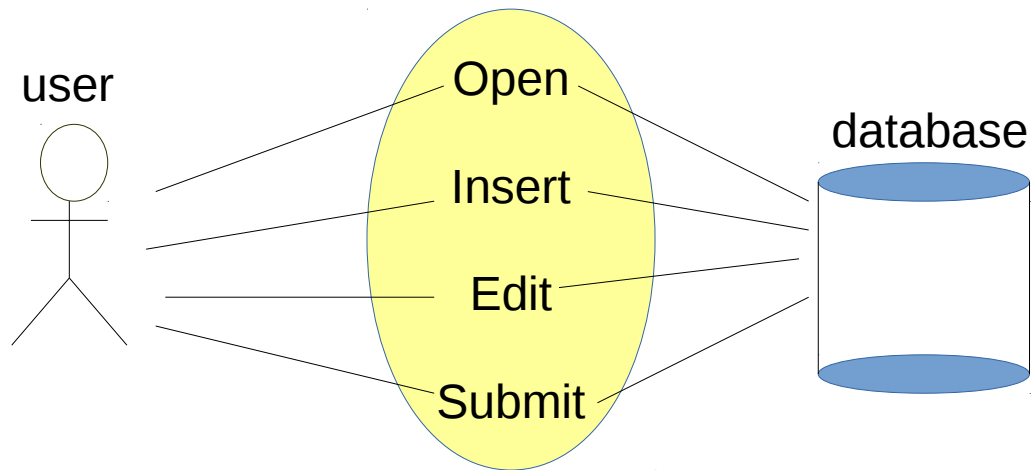 user
Open
Insert
Edit
Submit
database